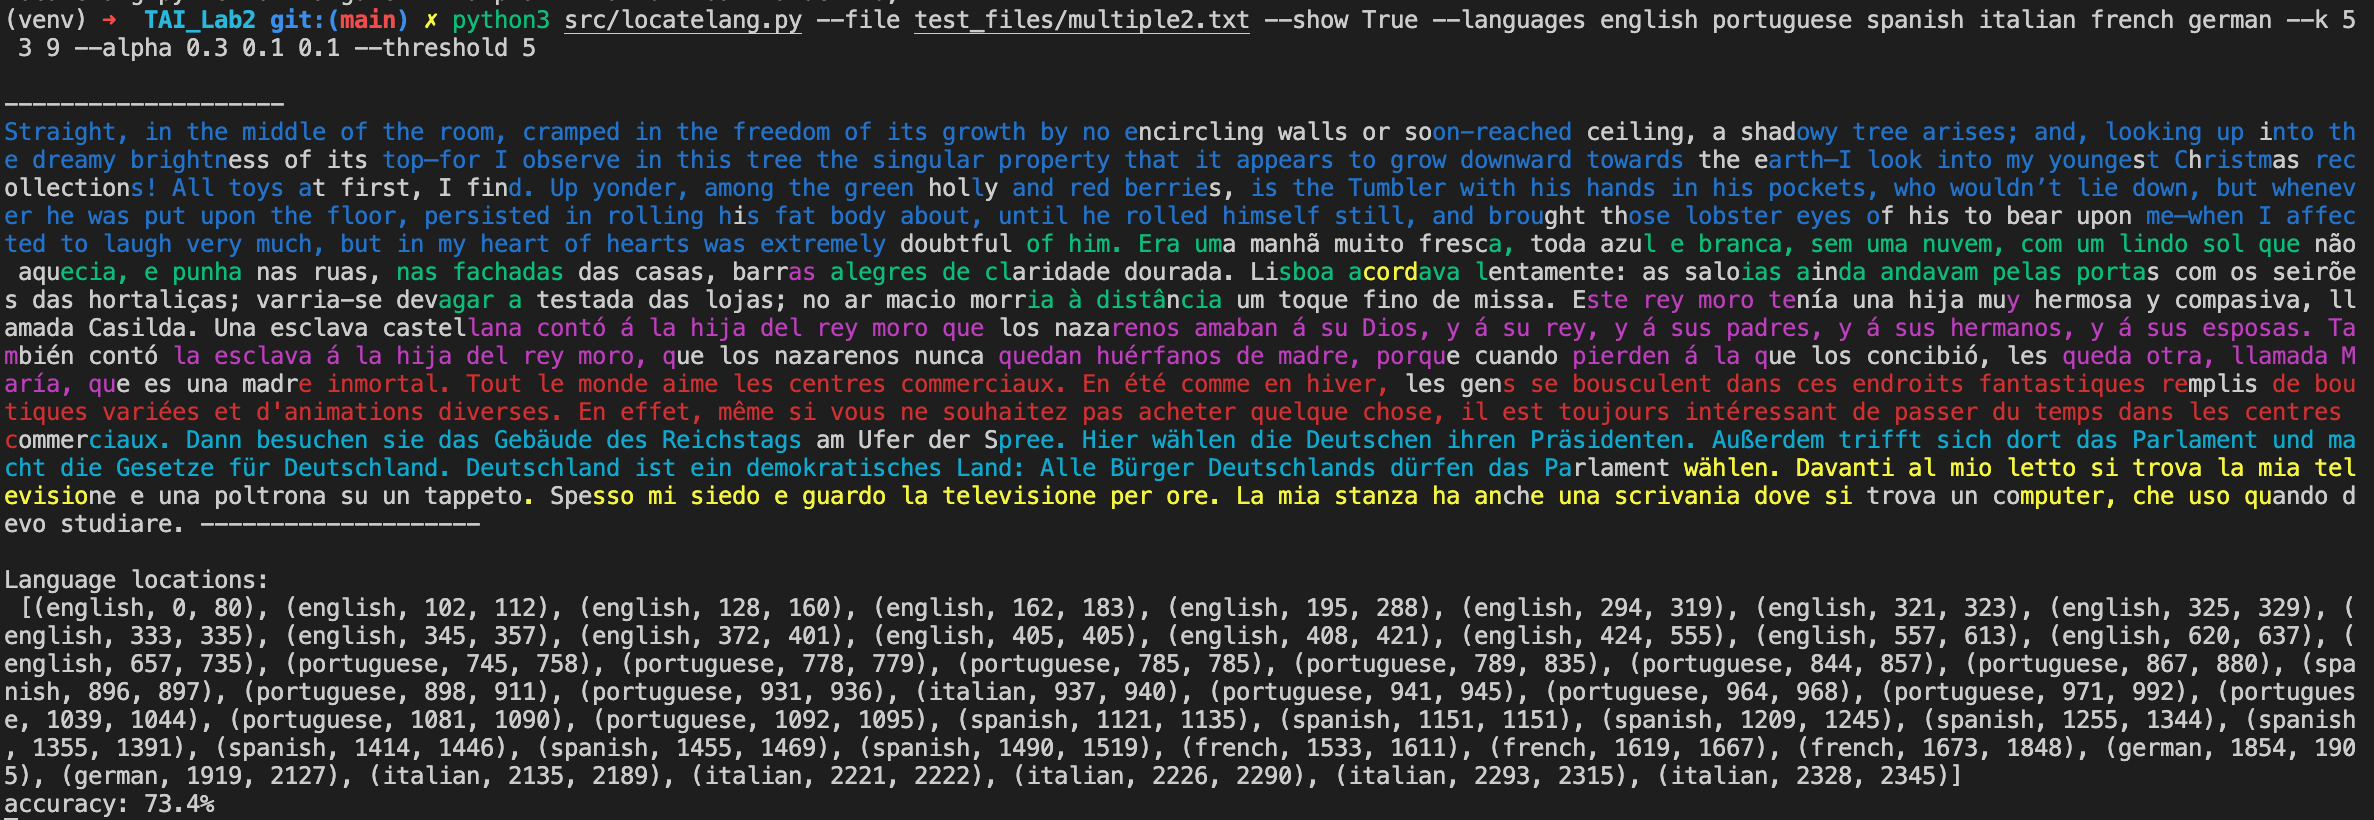 (venv) ➜  TAI_Lab2 git:(main) ✗ python3 src/locatelang.py --file test_files/multiple2.txt --show True --languages english portuguese spanish italian french german --k 5
 3 9 --alpha 0.3 0.1 0.1 --threshold 5
--------------------
Straight, in the middle of the room, cramped in the freedom of its growth by no encircling walls or soon-reached ceiling, a shadowy tree arises; and, looking up into th
e dreamy brightness of its top—for I observe in this tree the singular property that it appears to grow downward towards the earth—I look into my youngest Christmas rec
ollections! All toys at first, I find. Up yonder, among the green holly and red berries, is the Tumbler with his hands in his pockets, who wouldn’t lie down, but whenev
er he was put upon the floor, persisted in rolling his fat body about, until he rolled himself still, and brought those lobster eyes of his to bear upon me—when I affec
ted to laugh very much, but in my heart of hearts was extremely doubtful of him. Era uma manhã muito fresca, toda azul e branca, sem uma nuvem, com um lindo sol que não
 aquecia, e punha nas ruas, nas fachadas das casas, barras alegres de claridade dourada. Lisboa acordava lentamente: as saloias ainda andavam pelas portas com os seirõe
s das hortaliças; varria-se devagar a testada das lojas; no ar macio morria à distância um toque fino de missa. Este rey moro tenía una hija muy hermosa y compasiva, ll
amada Casilda. Una esclava castellana contó á la hija del rey moro que los nazarenos amaban á su Dios, y á su rey, y á sus padres, y á sus hermanos, y á sus esposas. Ta
mbién contó la esclava á la hija del rey moro, que los nazarenos nunca quedan huérfanos de madre, porque cuando pierden á la que los concibió, les queda otra, llamada M
aría, que es una madre inmortal. Tout le monde aime les centres commerciaux. En été comme en hiver, les gens se bousculent dans ces endroits fantastiques remplis de bou
tiques variées et d'animations diverses. En effet, même si vous ne souhaitez pas acheter quelque chose, il est toujours intéressant de passer du temps dans les centres
commerciaux. Dann besuchen sie das Gebäude des Reichstags am Ufer der Spree. Hier wählen die Deutschen ihren Präsidenten. Außerdem trifft sich dort das Parlament und ma
cht die Gesetze für Deutschland. Deutschland ist ein demokratisches Land: Alle Bürger Deutschlands dürfen das Parlament wählen. Davanti al mio letto si trova la mia tel
evisione e una poltrona su un tappeto. Spesso mi siedo e guardo la televisione per ore. La mia stanza ha anche una scrivania dove si trova un computer, che uso quando d
evo studiare. --------------------
Language locations:
 [(english, 0, 80), (english, 102, 112), (english, 128, 160), (english, 162, 183), (english, 195, 288), (english, 294, 319), (english, 321, 323), (english, 325, 329), (
english, 333, 335), (english, 345, 357), (english, 372, 401), (english, 405, 405), (english, 408, 421), (english, 424, 555), (english, 557, 613), (english, 620, 637), (
english, 657, 735), (portuguese, 745, 758), (portuguese, 778, 779), (portuguese, 785, 785), (portuguese, 789, 835), (portuguese, 844, 857), (portuguese, 867, 880), (spa
nish, 896, 897), (portuguese, 898, 911), (portuguese, 931, 936), (italian, 937, 940), (portuguese, 941, 945), (portuguese, 964, 968), (portuguese, 971, 992), (portugues
e, 1039, 1044), (portuguese, 1081, 1090), (portuguese, 1092, 1095), (spanish, 1121, 1135), (spanish, 1151, 1151), (spanish, 1209, 1245), (spanish, 1255, 1344), (spanish
, 1355, 1391), (spanish, 1414, 1446), (spanish, 1455, 1469), (spanish, 1490, 1519), (french, 1533, 1611), (french, 1619, 1667), (french, 1673, 1848), (german, 1854, 190
5), (german, 1919, 2127), (italian, 2135, 2189), (italian, 2221, 2222), (italian, 2226, 2290), (italian, 2293, 2315), (italian, 2328, 2345)]
accuracy: 73.4%